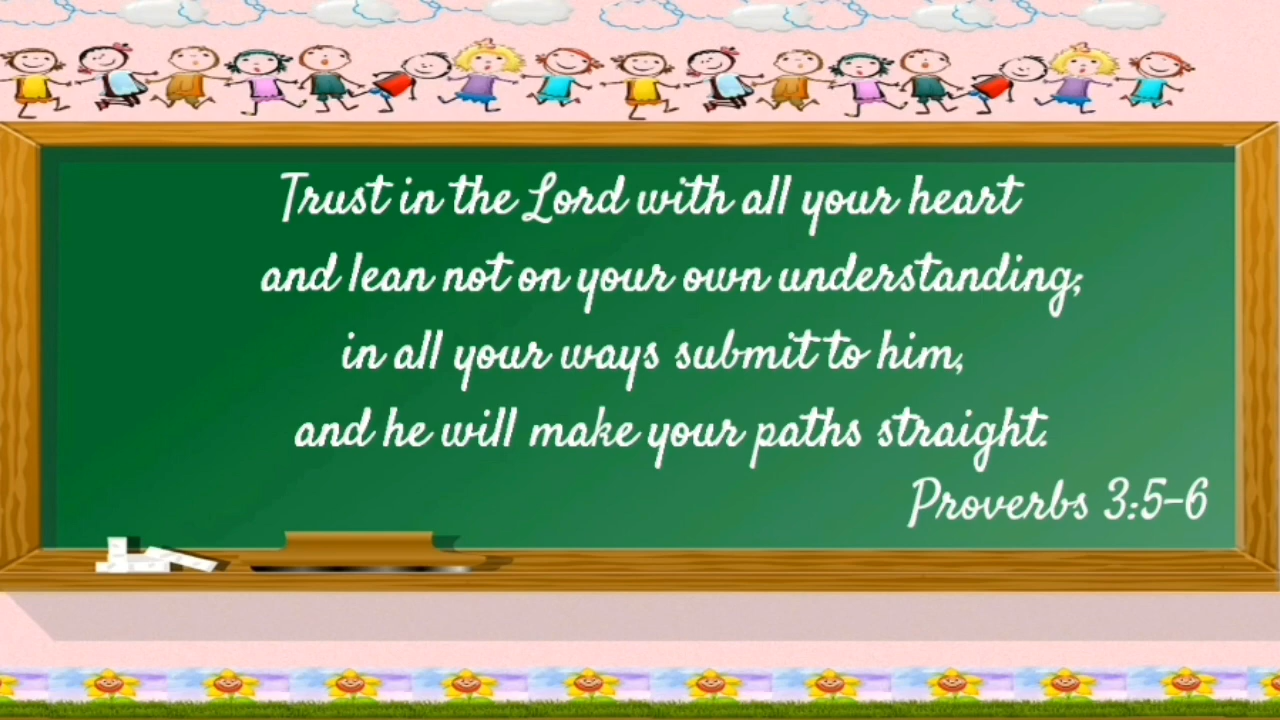 Trust in the Lord with all your heart
and lean not on your own understanding;
in all your ways submit to him,
and he will make your paths straight.
Proverbs 3:5-6